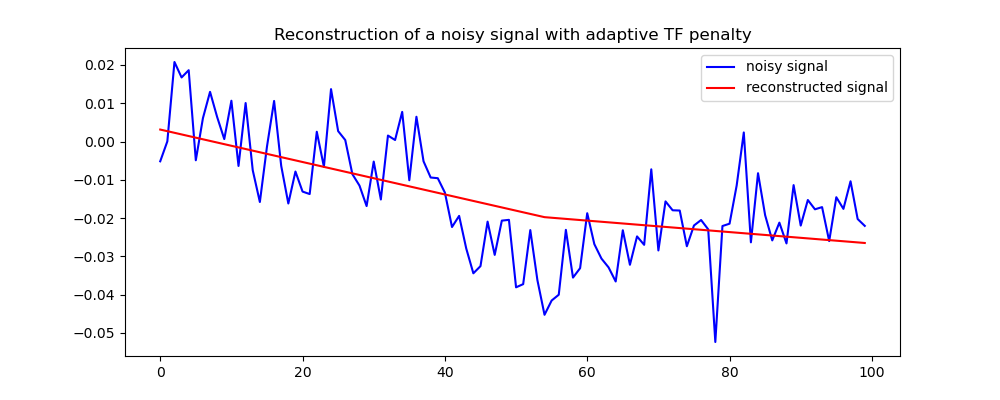 Reconstruction of a noisy signal with adaptive TF penalty
noisy signal
reconstructed signal
0.02
0.01
0.00
−0.01
−0.02
−0.03
−0.04
−0.05
0 20 40 60 80 100